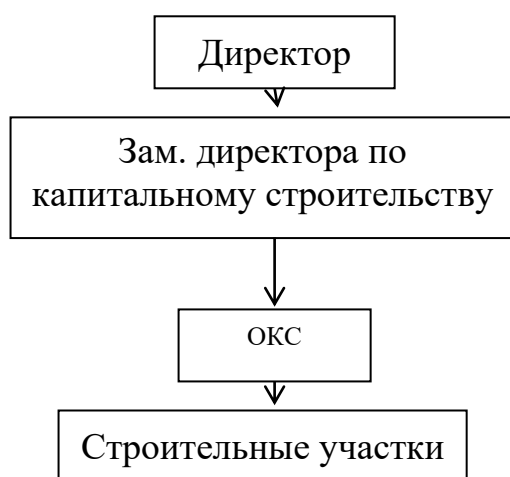 Директор
Зам. директора по
капитальному строительству
ОКС
Строительные участки